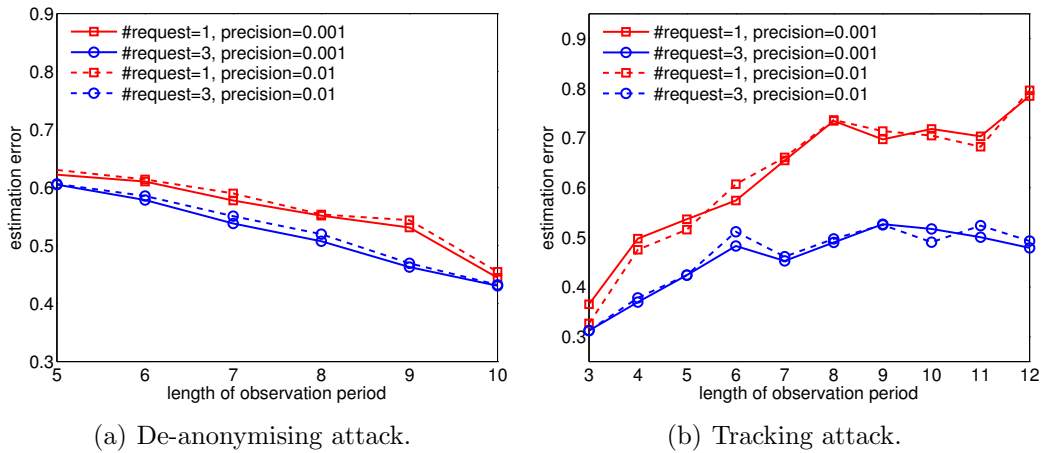 0.9
0.8
0.7
0.6
0.5
0.4
0.3
estimation error
#request=1, precision=0.001
#request=3, precision=0.001
#request=1, precision=0.01
#request=3, precision=0.01
5 6 7 8 9 10
length of observation period
(a) De-anonymising attack.
0.9
0.8
0.7
0.6
0.5
0.4
0.3
estimation error
#request=1, precision=0.001
#request=3, precision=0.001
#request=1, precision=0.01
#request=3, precision=0.01
3 4 5 6 7 8 9 10 11 12
length of observation period
(b) Tracking attack.